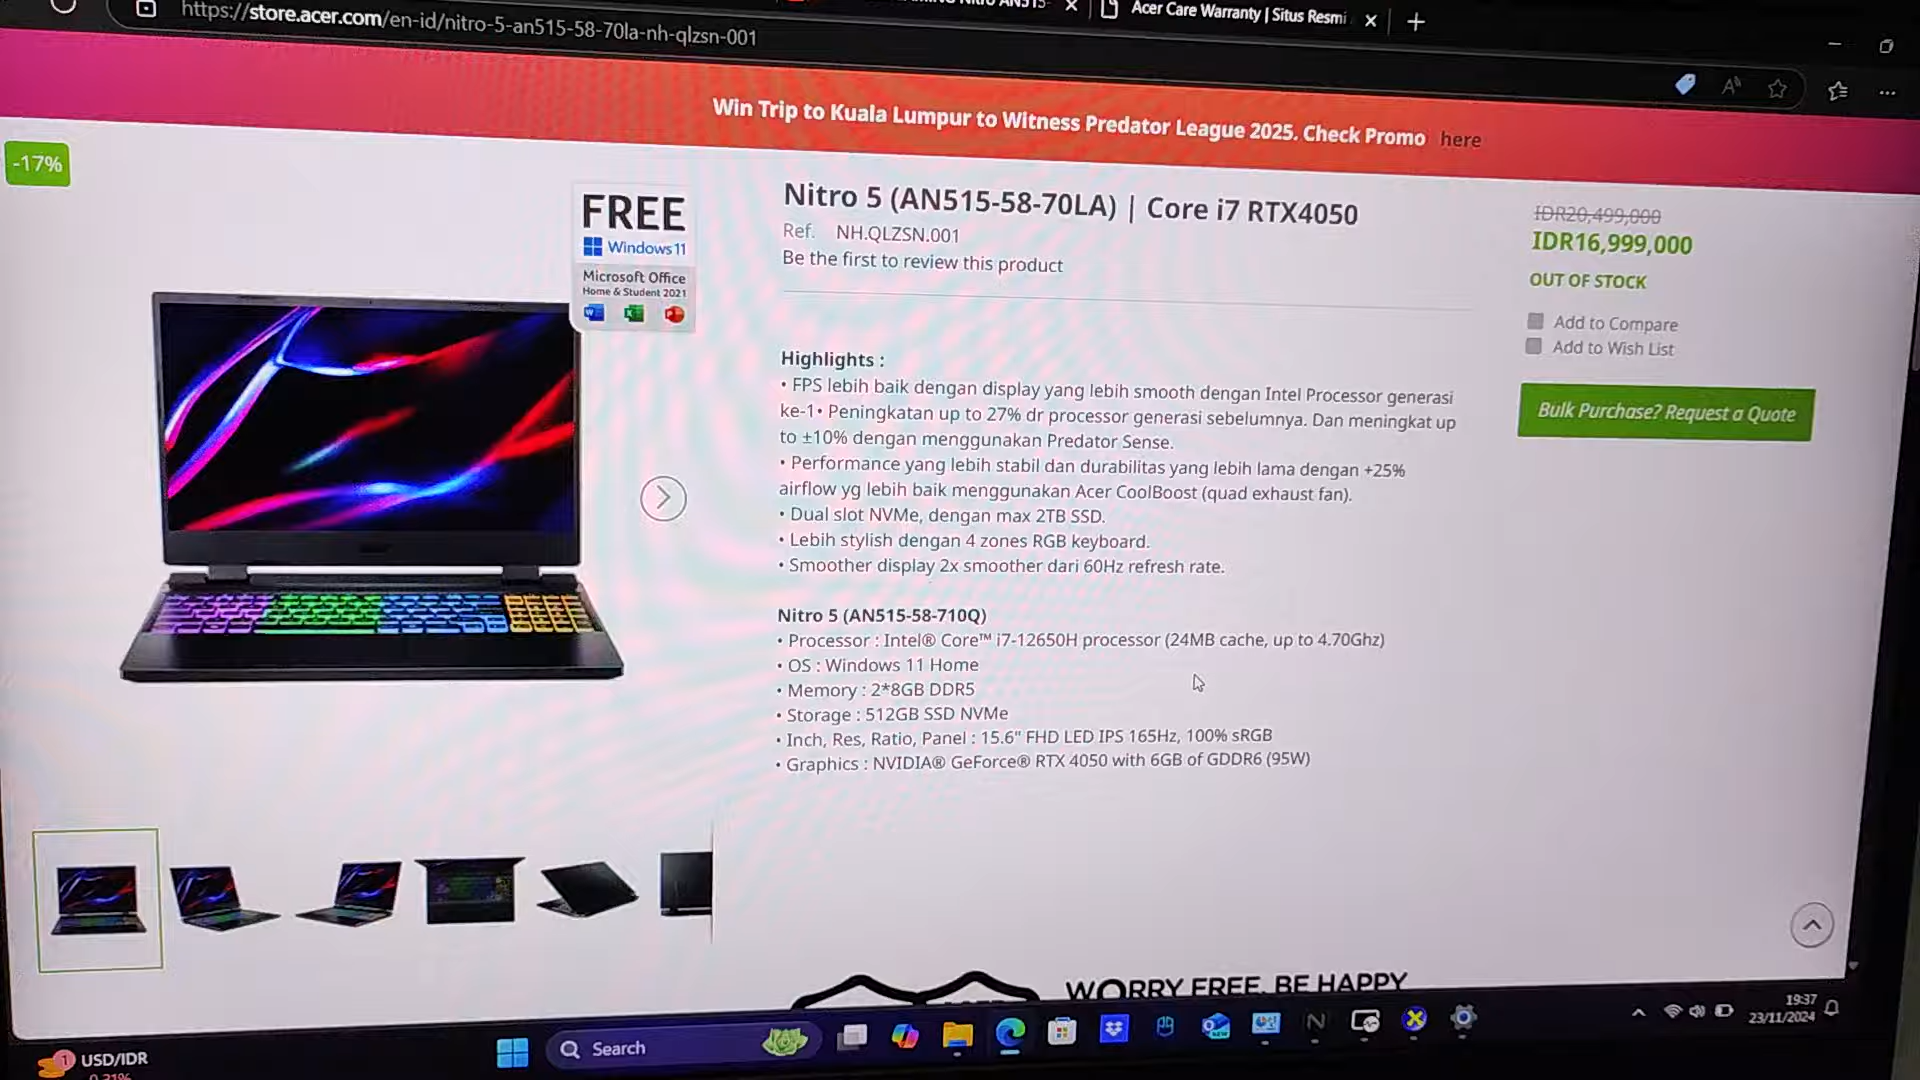 https://store.acer.com/en-id/nitro-5-an515-58-70la-nh-qlzsn-001
Acer Care Warranty | Situs Resmi
Win Trip to Kuala Lumpur to Witness Predator League 2025. Check Promo here
-17%
FREE
Windows 11
Microsoft Office
Home & Student 2021
Nitro 5 (AN515-58-70LA) | Core i7 RTX4050
Ref. NH.QLZSN.001
Be the first to review this product
IDR20,499,000
IDR16,999,000
OUT OF STOCK
Add to Compare
Add to Wish List
Bulk Purchase? Request a Quote
Highlights :
• FPS lebih baik dengan display yang lebih smooth dengan Intel Processor generasi
ke-1• Peningkatan up to 27% dr processor generasi sebelumnya. Dan meningkat up
to ±10% dengan menggunakan Predator Sense.
• Performance yang lebih stabil dan durabilitas yang lebih lama dengan +25%
airflow yg lebih baik menggunakan Acer CoolBoost (quad exhaust fan).
• Dual slot NVMe, dengan max 2TB SSD.
• Lebih stylish dengan 4 zones RGB keyboard.
• Smoother display 2x smoother dari 60Hz refresh rate.
Nitro 5 (AN515-58-710Q)
• Processor : Intel® Core™ i7-12650H processor (24MB cache, up to 4.70Ghz)
• OS : Windows 11 Home
• Memory : 2*8GB DDR5
• Storage : 512GB SSD NVMe
• Inch, Res, Ratio, Panel : 15.6" FHD LED IPS 165Hz, 100% sRGB
• Graphics : NVIDIA® GeForce® RTX 4050 with 6GB of GDDR6 (95W)
WORRY FREE, BE HAPPY
1
USD/IDR
Search
19:37
23/11/2024